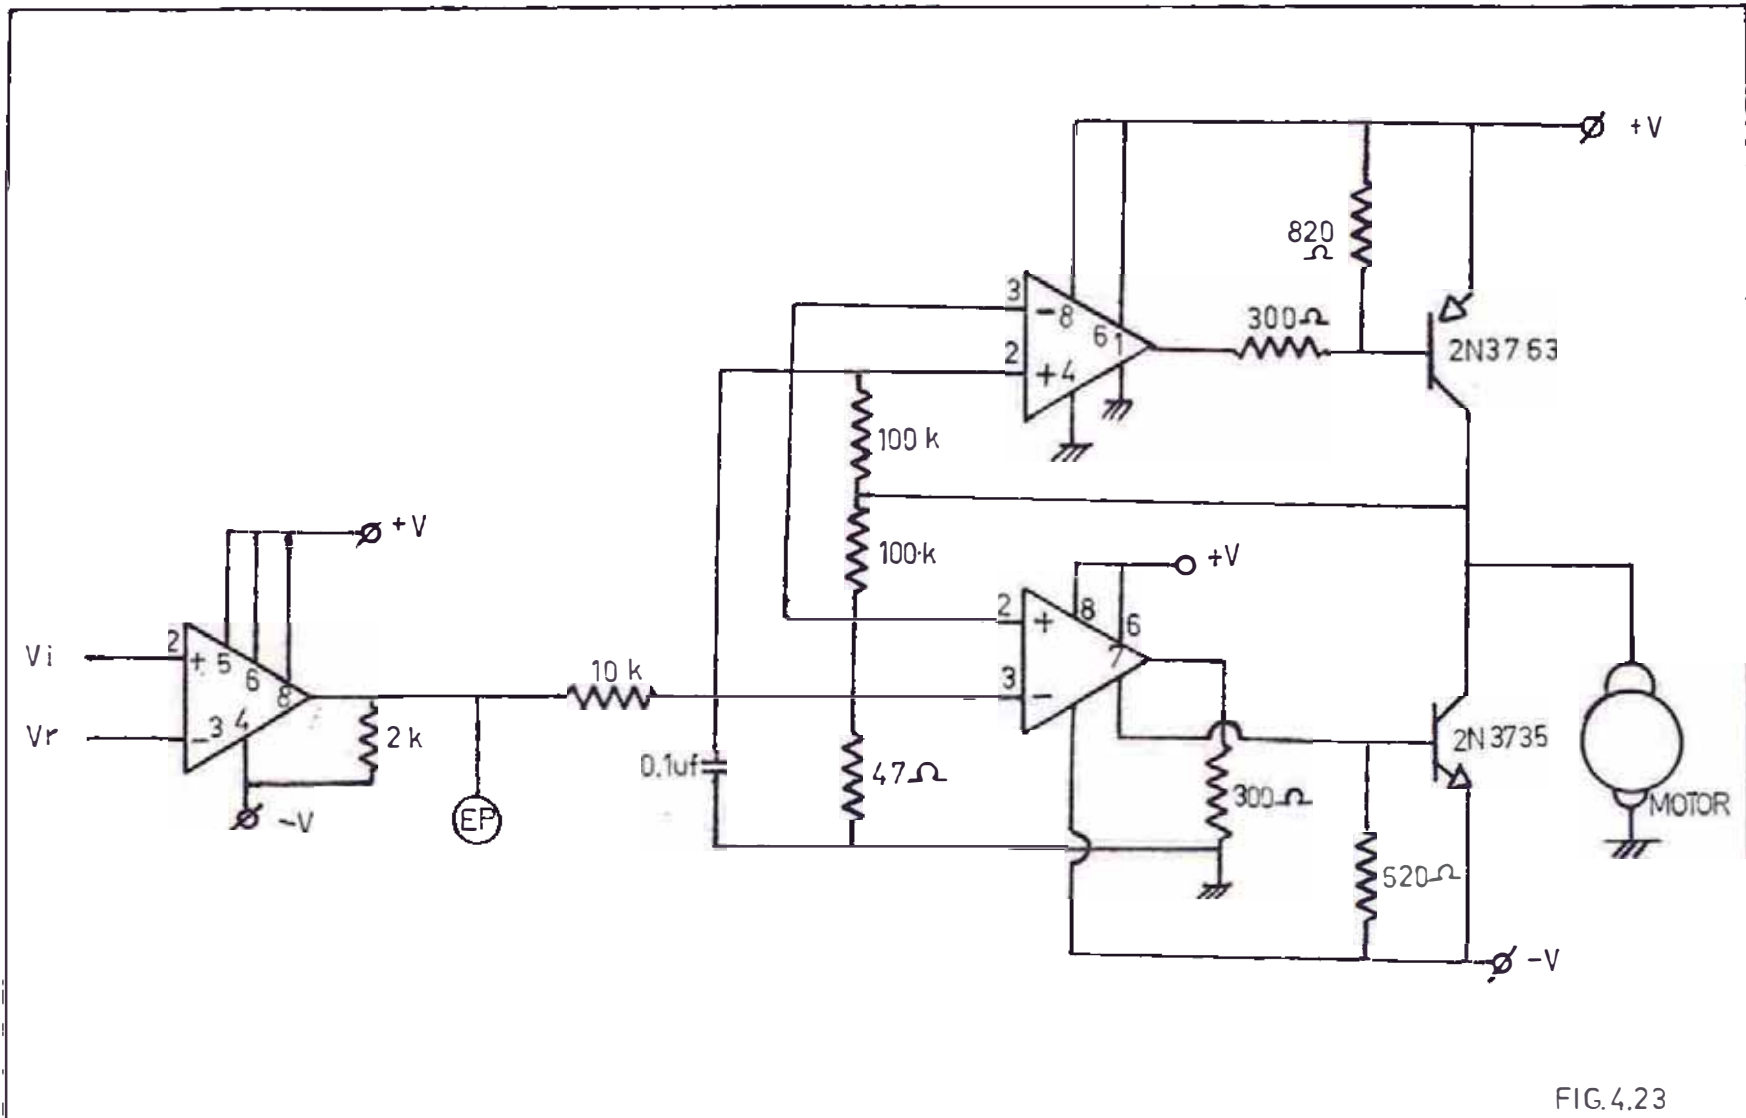 +V
820
Ω
3
-8
6 1
300Ω
2N3763
2
+4
100 k
+V
100·k
+V
8
2
+
6
7
Vi
2
+
5
6
8
10 k
3
-
Vr
-3
4
2 k
2N3735
0.1uf
47Ω
300Ω
MOTOR
-V
EP
520Ω
-V
FIG.4.23